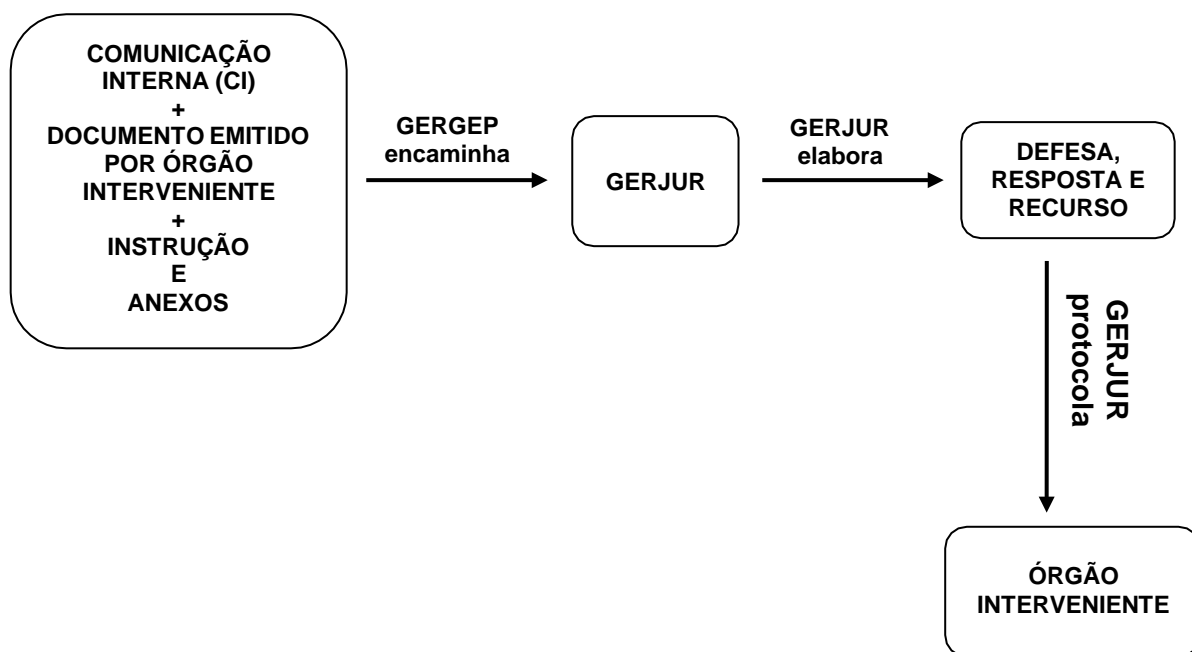 COMUNICAÇÃO
INTERNA (CI)
+
DOCUMENTO EMITIDO
POR ÓRGÃO
INTERVENIENTE
+
INSTRUÇÃO
E
ANEXOS
GERGEP
encaminha
GERJUR
GERJUR
elabora
DEFESA,
RESPOSTA E
RECURSO
GERJUR
protocola
ÓRGÃO
INTERVENIENTE